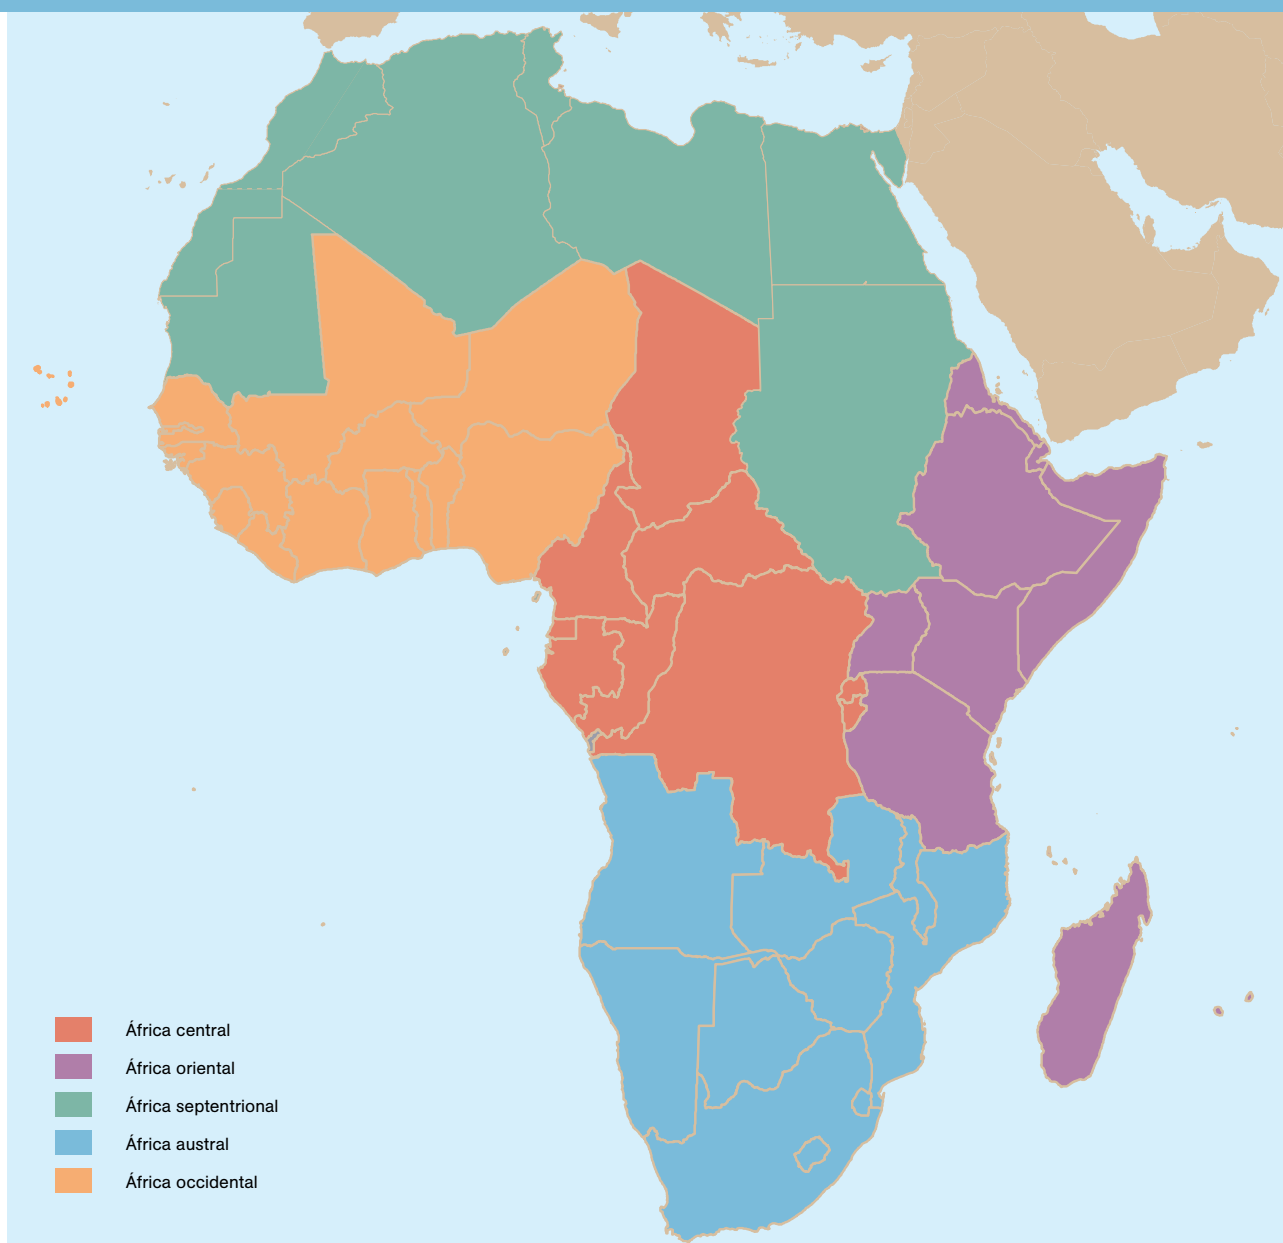 África central
África oriental
África septentrional
África austral
África occidental